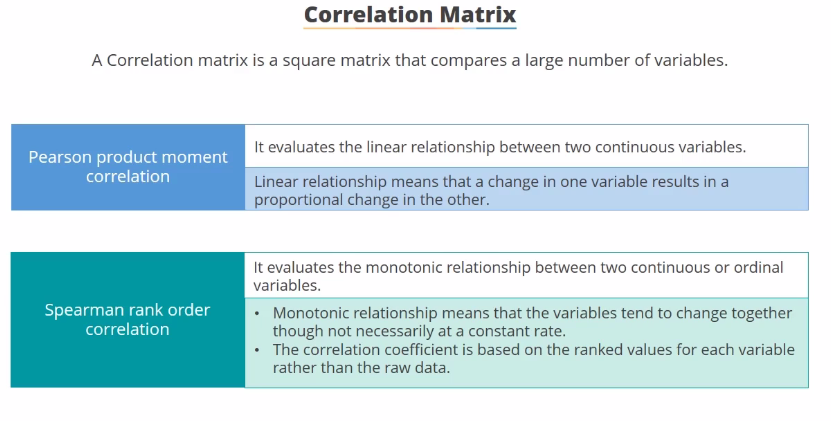 Correlation Matrix
A Correlation matrix is a square matrix that compares a large number of variables.
Pearson product moment
correlation
It evaluates the linear relationship between two continuous variables.
Linear relationship means that a change in one variable results in a
proportional change in the other.
Spearman rank order
correlation
It evaluates the monotonic relationship between two continuous or ordinal
variables.
• Monotonic relationship means that the variables tend to change together
though not necessarily at a constant rate.
• The correlation coefficient is based on the ranked values for each variable
rather than the raw data.